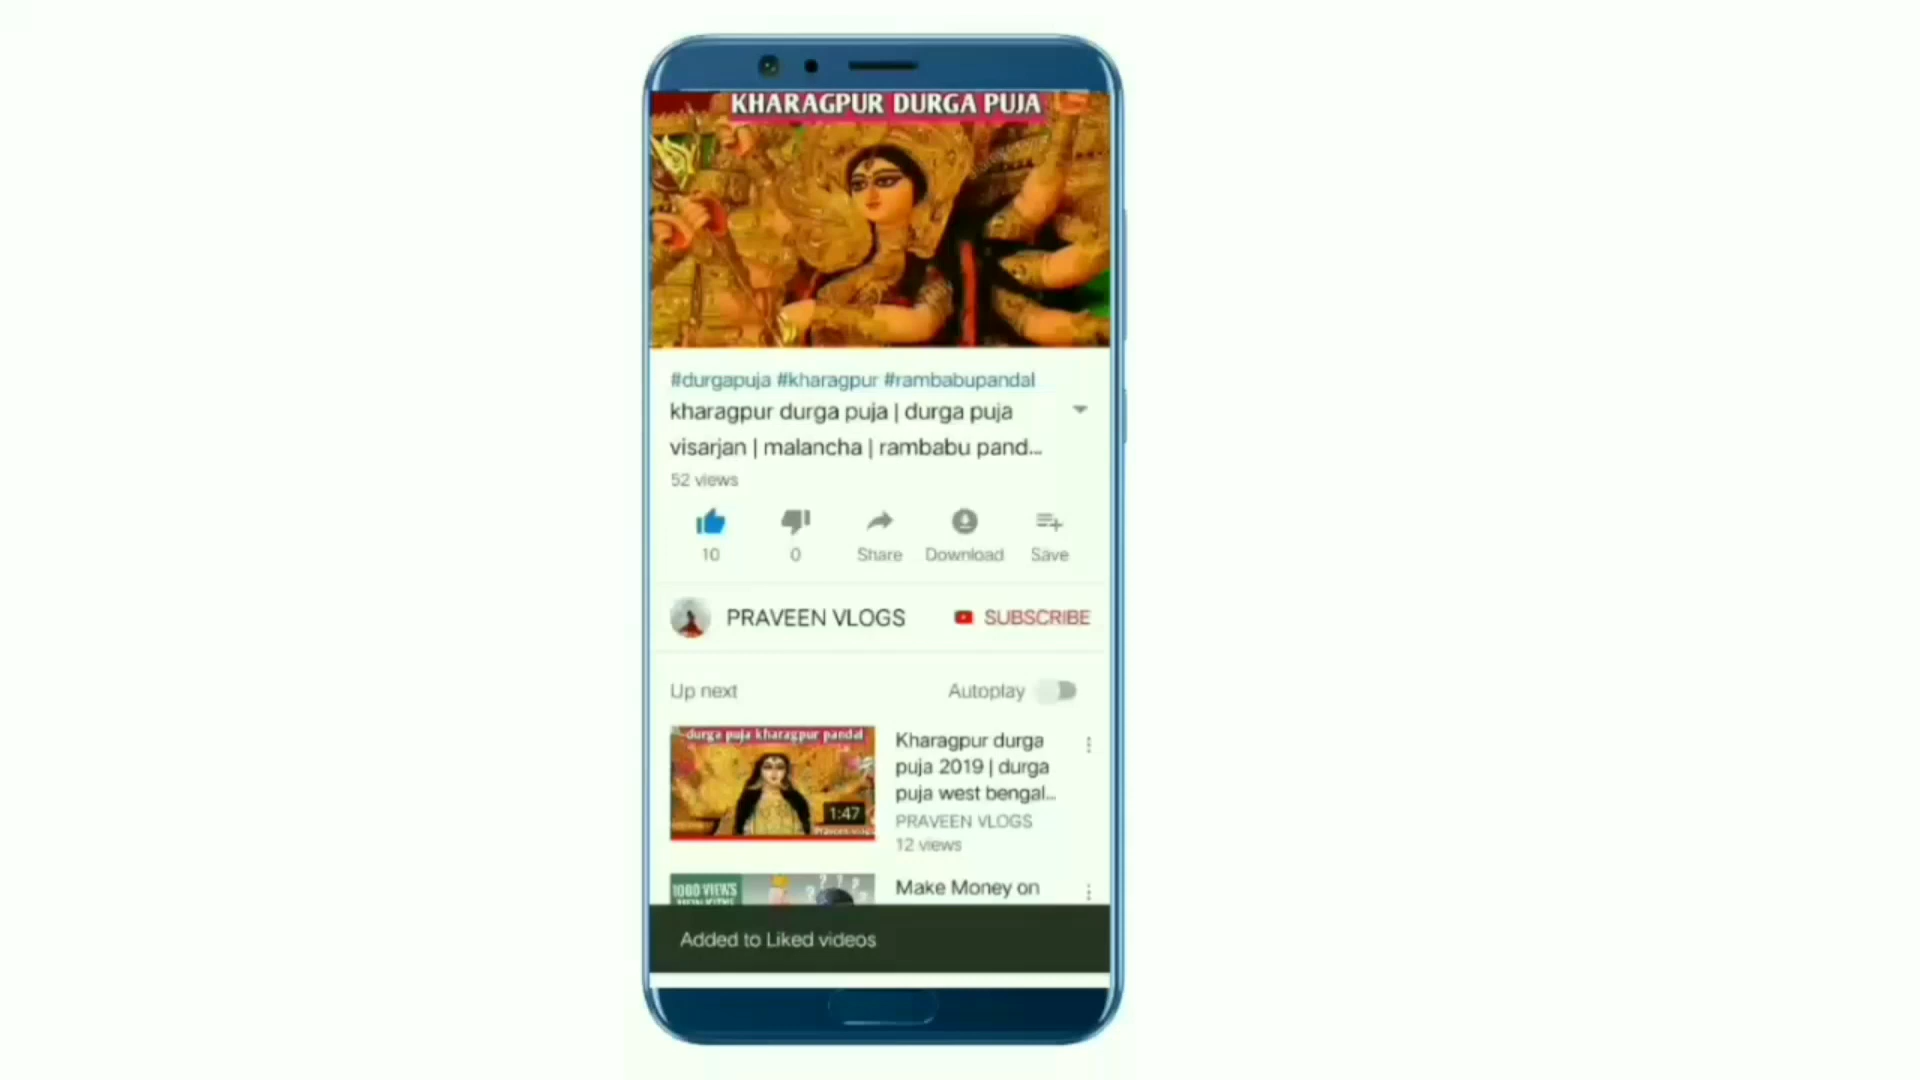 KHARAGPUR DURGA PUJA
#durgapuja #kharagpur #rambabupandal
kharagpur durga puja | durga puja
visarjan | malancha | rambabu pand...
52 views
10
0
Share
Download
Save
PRAVEEN VLOGS
SUBSCRIBE
Up next
Autoplay
durga puja kharagpur pandal
1:47
Kharagpur durga
puja 2019 | durga
puja west bengal...
PRAVEEN VLOGS
12 views
1000 VIEWS
Make Money on
Added to Liked videos